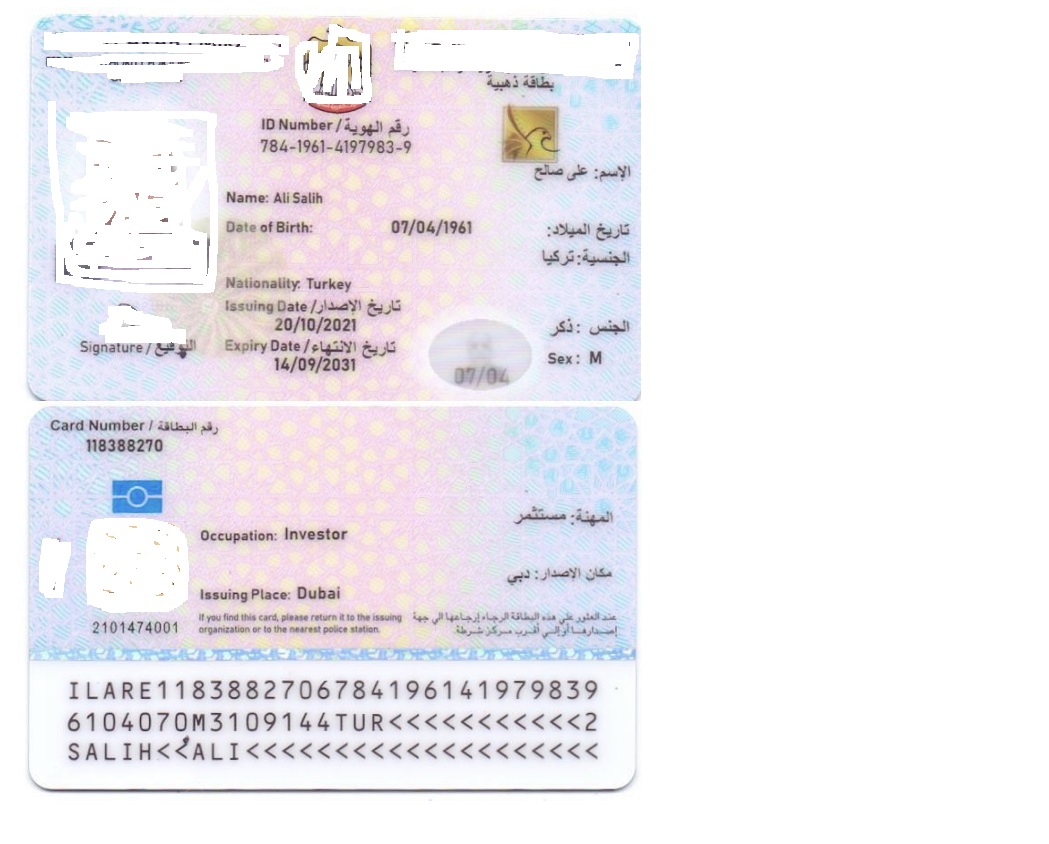 بطاقة ذهبية
ID Number / رقم الهوية
784-1961-4197983-9
الإسم: على صالح
Name: Ali Salih
Date of Birth: 07/04/1961 تاريخ الميلاد:
الجنسية: تركيا
Nationality: Turkey
Issuing Date / تاريخ الإصدار
20/10/2021
الجنس : ذكر
Signature / التوقيع
Expiry Date / تاريخ الانتهاء
14/09/2031
Sex : M
07/04
Card Number / رقم البطاقة
118388270
المهنة: مستثمر
Occupation: Investor
مكان الإصدار: دبي
Issuing Place: Dubai
If you find this card, please return it to the issuing
organization or to the nearest police station.
عند العثور على هذه البطاقة الرجاء إرجاعها الى جهة
إصدارها أو إلى أقرب مركز شرطة
2101474001
ILARE1183882706784196141979839
6104070M3109144TUR<<<<<<<<<<<2
SALIH<<ALI<<<<<<<<<<<<<<<<<<<<